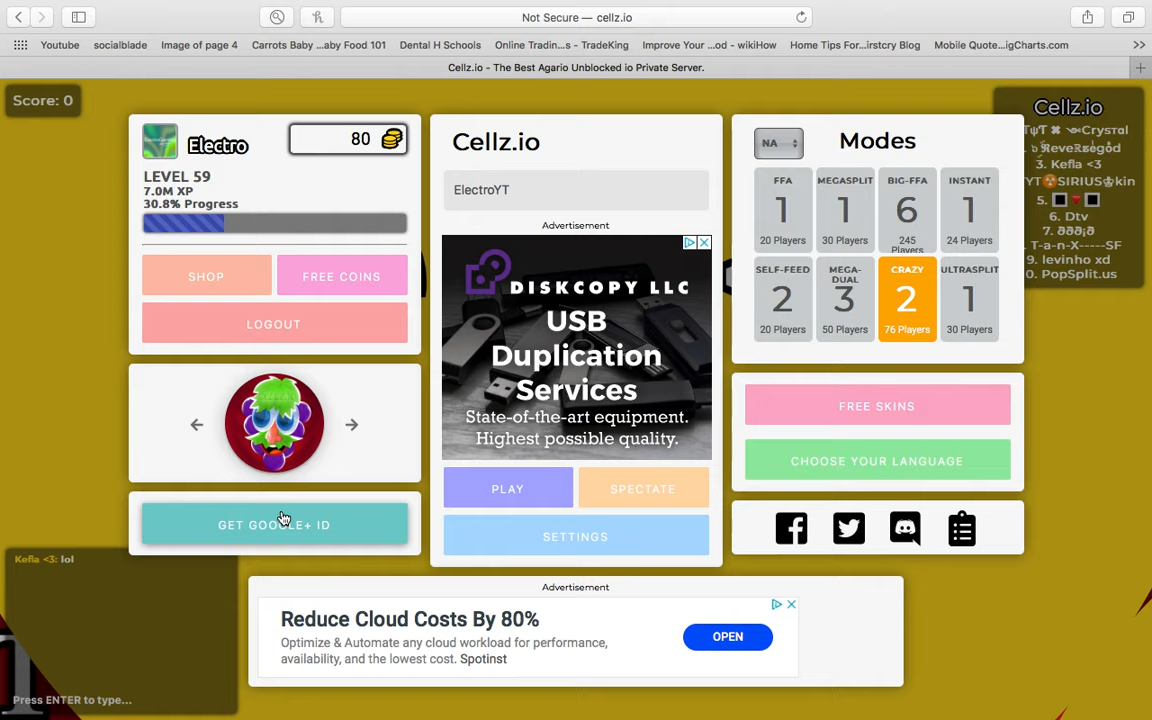 Not Secure — cellz.io
Youtube
socialblade
Image of page 4
Carrots Baby ...aby Food 101
Dental H Schools
Online Tradin...s - TradeKing
Improve Your ...od - wikiHow
Home Tips For...irstcry Blog
Mobile Quote...igCharts.com
Cellz.io - The Best Agario Unblocked io Private Server.
Score: 0
Electro
80
LEVEL 59
7.0M XP
30.8% Progress
SHOP
FREE COINS
LOGOUT
GET GOOGLE+ ID
Kefla <3: lol
Press ENTER to type...
Cellz.io
ElectroYT
Advertisement
DISKCOPY LLC
USB
Duplication
Services
State-of-the-art equipment.
Highest possible quality.
PLAY
SPECTATE
SETTINGS
Advertisement
Reduce Cloud Costs By 80%
Optimize & Automate any cloud workload for performance,
availability, and the lowest cost. Spotinst
OPEN
NA
Modes
FFA
1
20 Players
MEGASPLIT
1
30 Players
BIG-FFA
6
245
Players
INSTANT
1
24 Players
SELF-FEED
2
20 Players
MEGA-
DUAL
3
50 Players
CRAZY
2
76 Players
ULTRASPLIT
1
30 Players
FREE SKINS
CHOOSE YOUR LANGUAGE
Cellz.io
3. Kefla <3
5.
6. Dtv
T-a-n-X-----SF
9. levinho xd
0. PopSplit.us